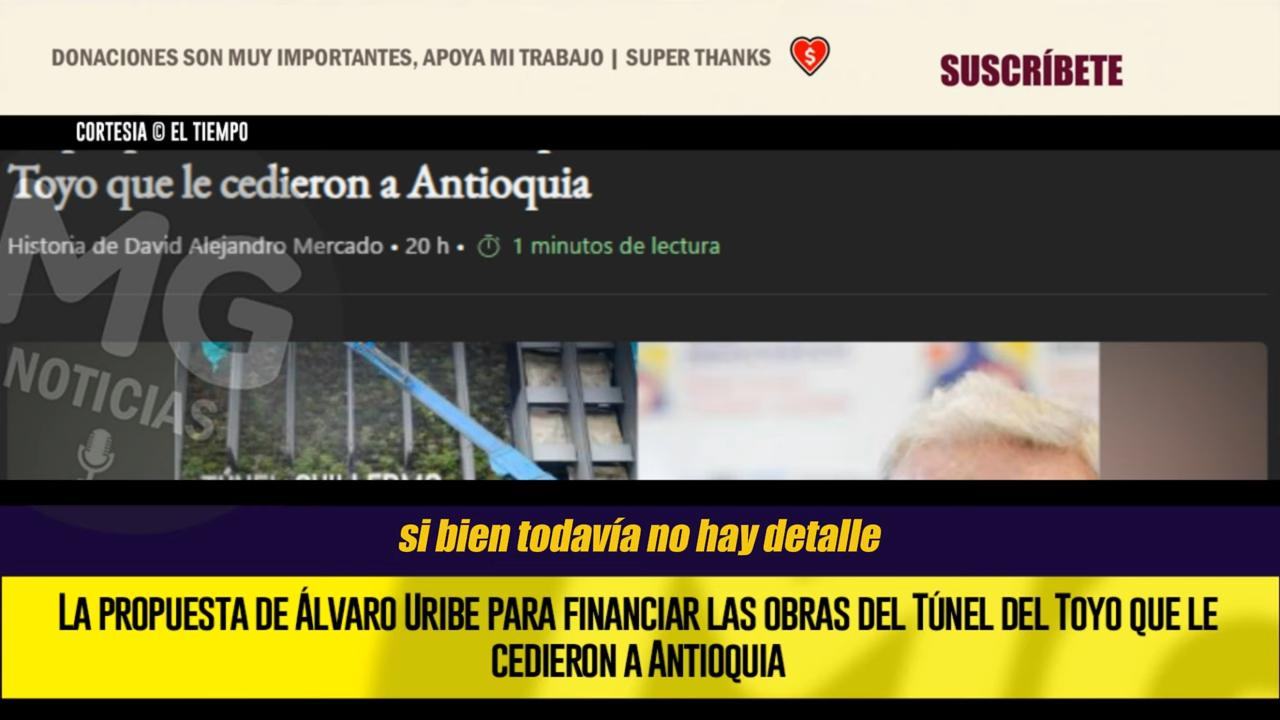 DONACIONES SON MUY IMPORTANTES, APOYA MI TRABAJO | SUPER THANKS
$
SUSCRÍBETE
CORTESIA © EL TIEMPO
Toyo que le cedieron a Antioquia
Historia de David Alejandro Mercado • 20 h • 1 minutos de lectura
MG
NOTICIAS
TÚNEL GUILLERMO
si bien todavía no hay detalle
LA PROPUESTA DE ÁLVARO URIBE PARA FINANCIAR LAS OBRAS DEL TÚNEL DEL TOYO QUE LE
CEDIERON A ANTIOQUIA